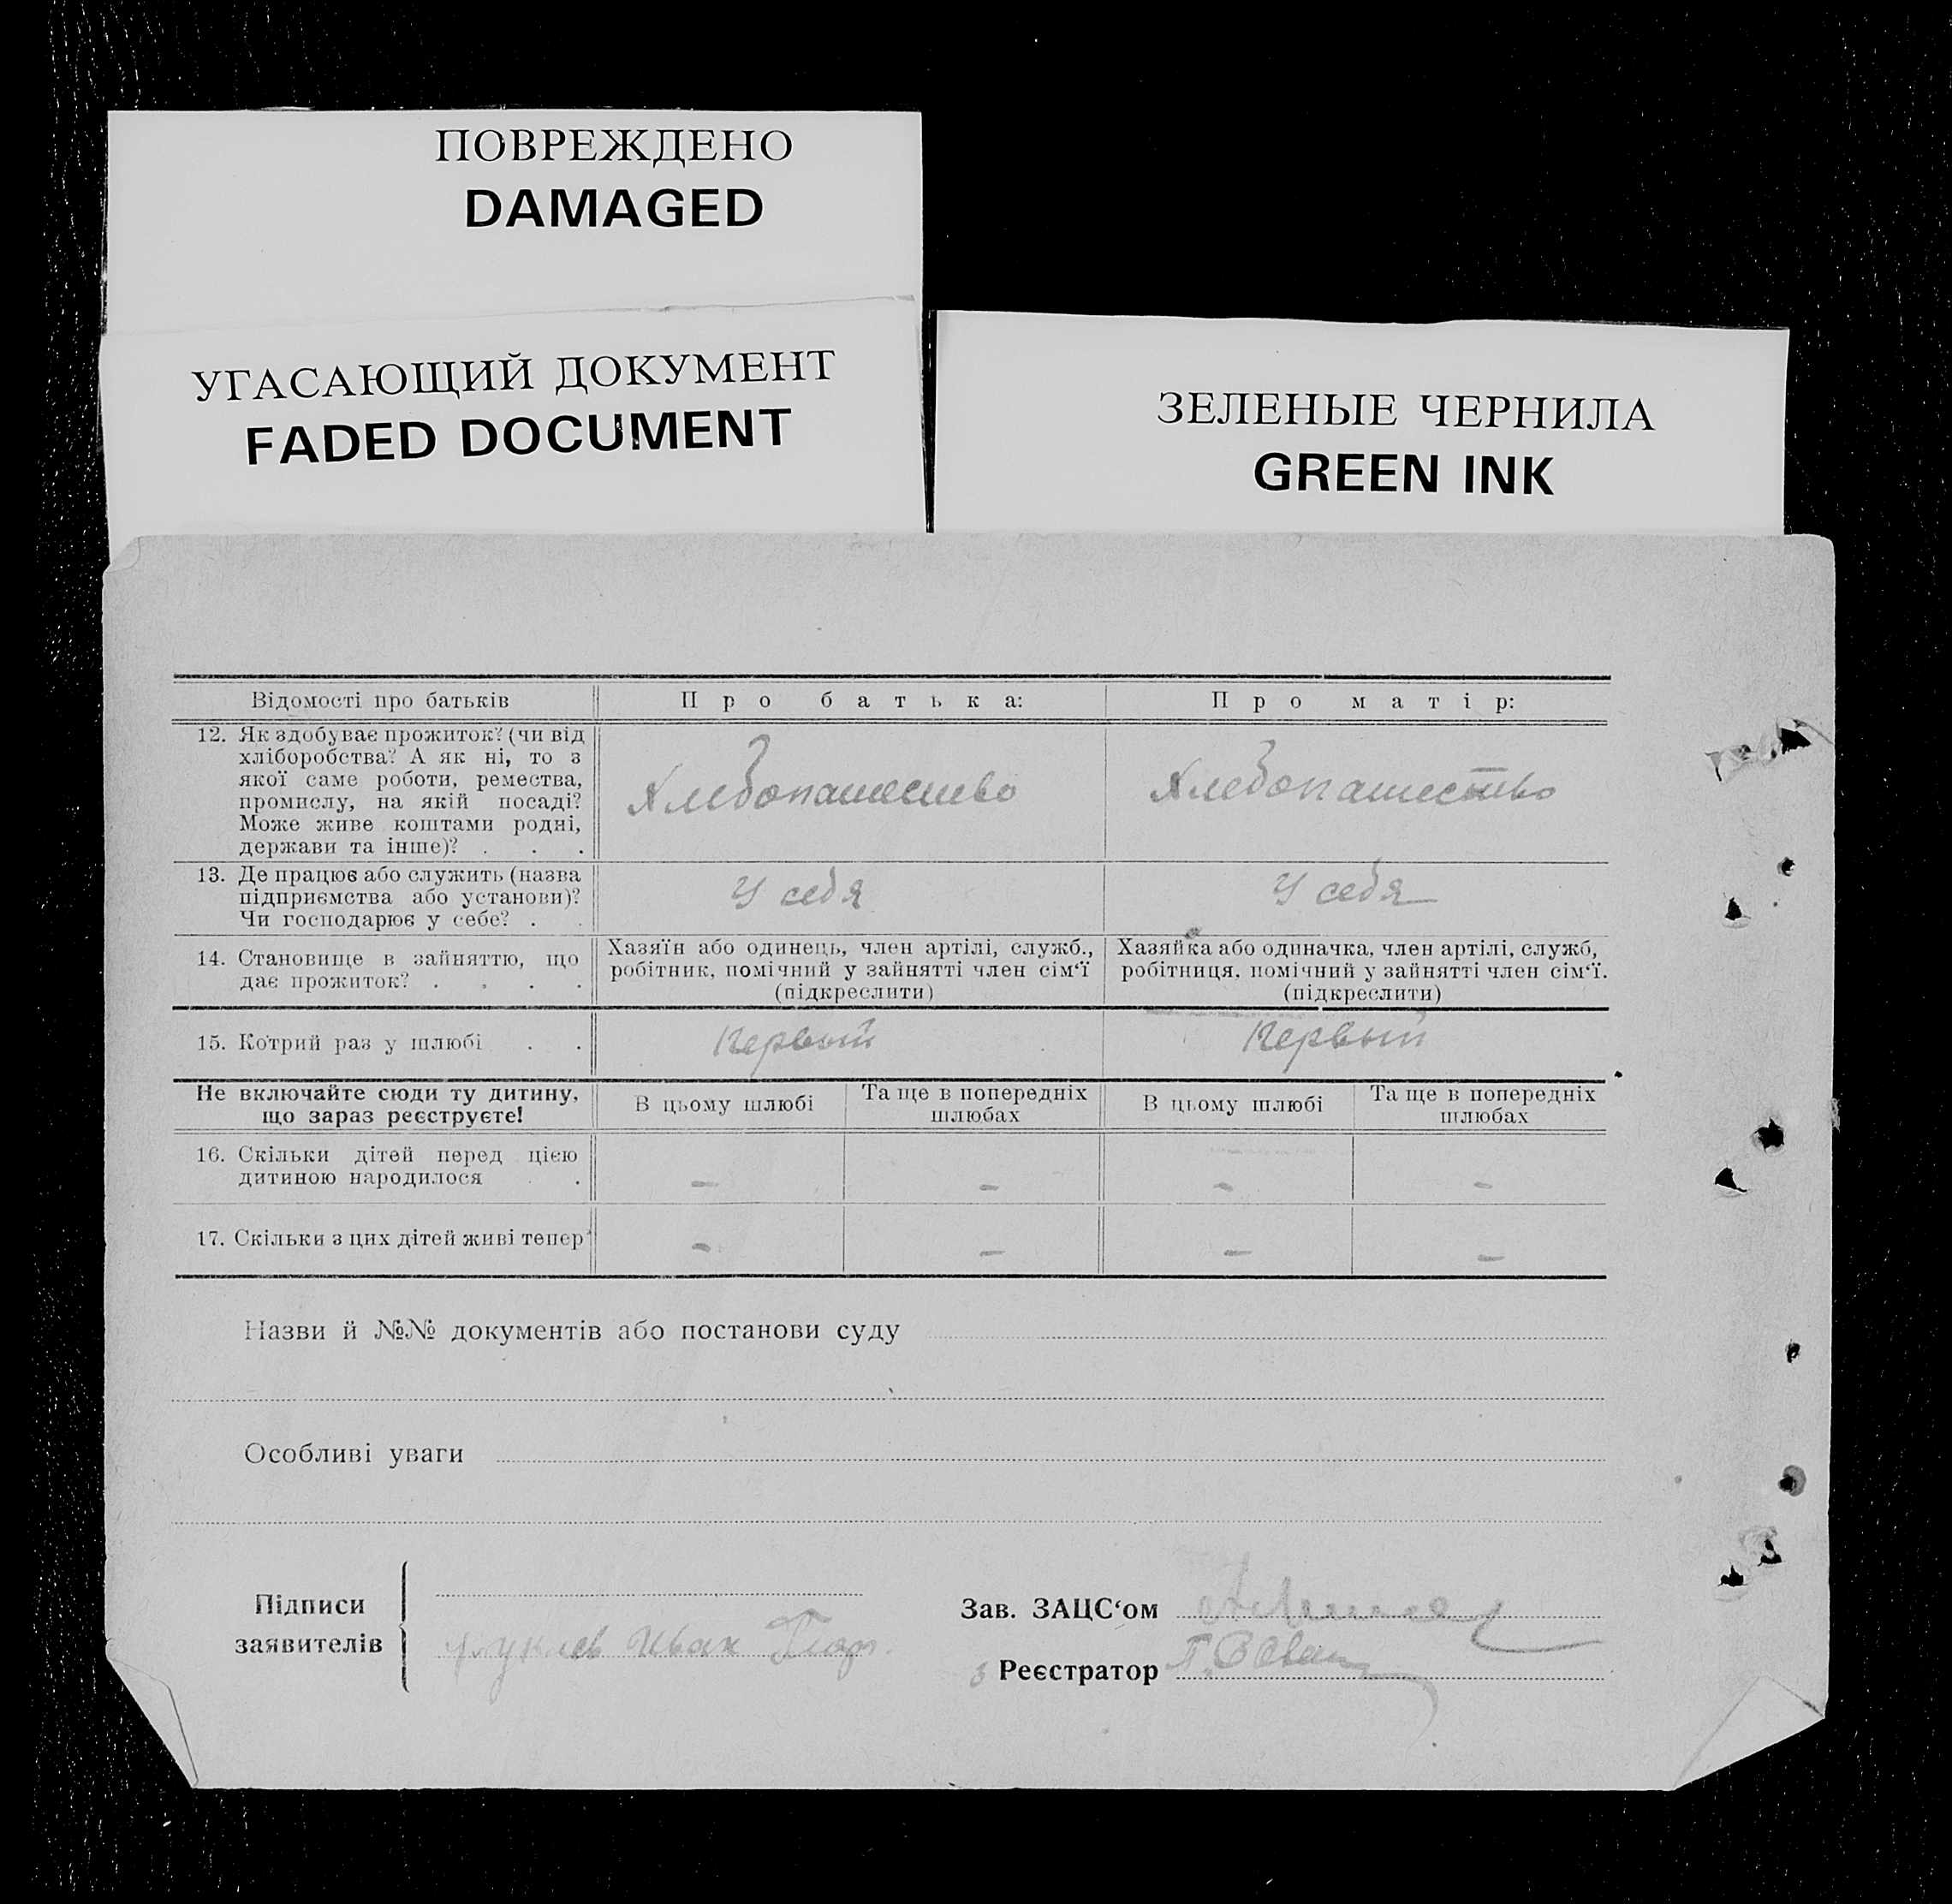 ПОВРЕЖДЕНО
DAMAGED
УГАСАЮЩИЙ ДОКУМЕНТ
FADED DOCUMENT
ЗЕЛЕНЫЕ ЧЕРНИЛА
GREEN INK
Відомості про батьків Про батька: Про матір:
12. Як здобуває прожиток? (чи від
хліборобства? А як ні, то з
якої саме роботи, ремества,
промислу, на якій посаді?
Може живе коштами родні,
держави та інше)? . . .
Хлебопашество Хлебопашество
13. Де працює або служить (назва
підприємства або установи)?
Чи господарює у себе? . .
У себя У себя
14. Становище в зайняттю, що
дає прожиток? . . . .
Хазяїн або одинець, член артілі, служб.,
робітник, помічний у зайнятті член сім‘ї
(підкреслити)
Хазяйка або одиначка, член артілі, служб,
робітниця, помічний у зайнятті член сім‘ї.
(підкреслити)
15. Котрий раз у шлюбі . . Первый Первый
Не включайте сюди ту дитину,
що зараз реєструєте!
В цьому шлюбі Та ще в попередніх
шлюбах
В цьому шлюбі Та ще в попередніх
шлюбах
16. Скільки дітей перед цією
дитиною народилося . .
– – – –
17. Скільки з цих дітей живі тепер
– – – –
Назви й №№ документів або постанови суду
Особливі уваги
Підписи
заявителів
Иван
Зав. ЗАЦС‘ом
Реєстратор